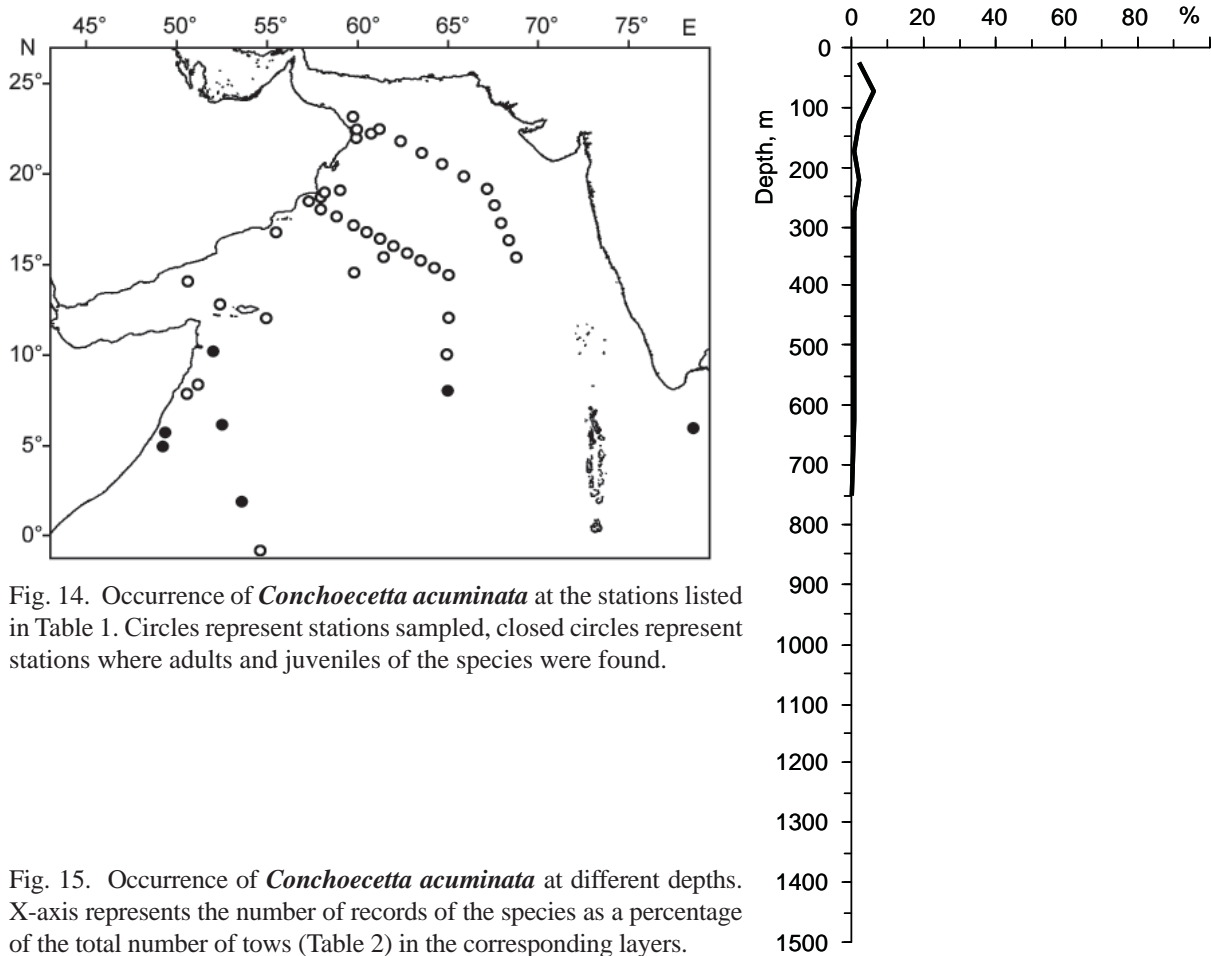 45° 50° 55° 60° 65° 70° 75° E
N
25°
20°
15°
10°
5°
0°
Fig. 14. Occurrence of Conchoecetta acuminata at the stations listed
in Table 1. Circles represent stations sampled, closed circles represent
stations where adults and juveniles of the species were found.
0 20 40 60 80 %
Depth, m
0
100
200
300
400
500
600
700
800
900
1000
1100
1200
1300
1400
1500
Fig. 15. Occurrence of Conchoecetta acuminata at different depths.
X-axis represents the number of records of the species as a percentage
of the total number of tows (Table 2) in the corresponding layers.